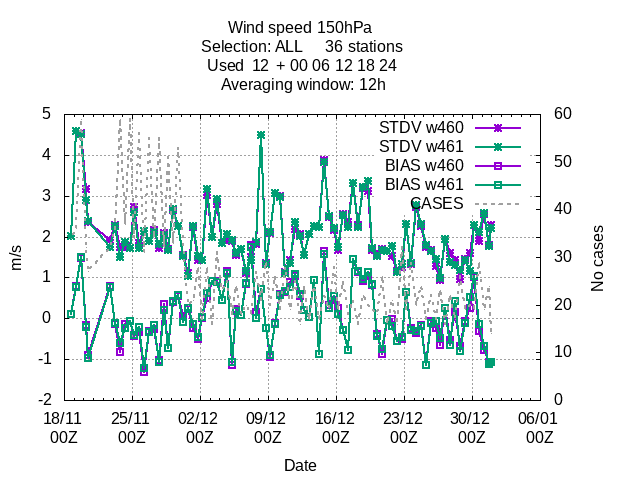 Wind speed 150hPa
Selection: ALL 36 stations
Used 12 + 00 06 12 18 24
Averaging window: 12h
5 60
STDV w460
STDV w461
4 50
BIAS w460
BIAS w461
CASES
3 40
2
30
m/s No cases
1
20
0
-1 10
-2 0
18/11 25/11 02/12 09/12 16/12 23/12 30/12 06/01
00Z 00Z 00Z 00Z 00Z 00Z 00Z 00Z
Date